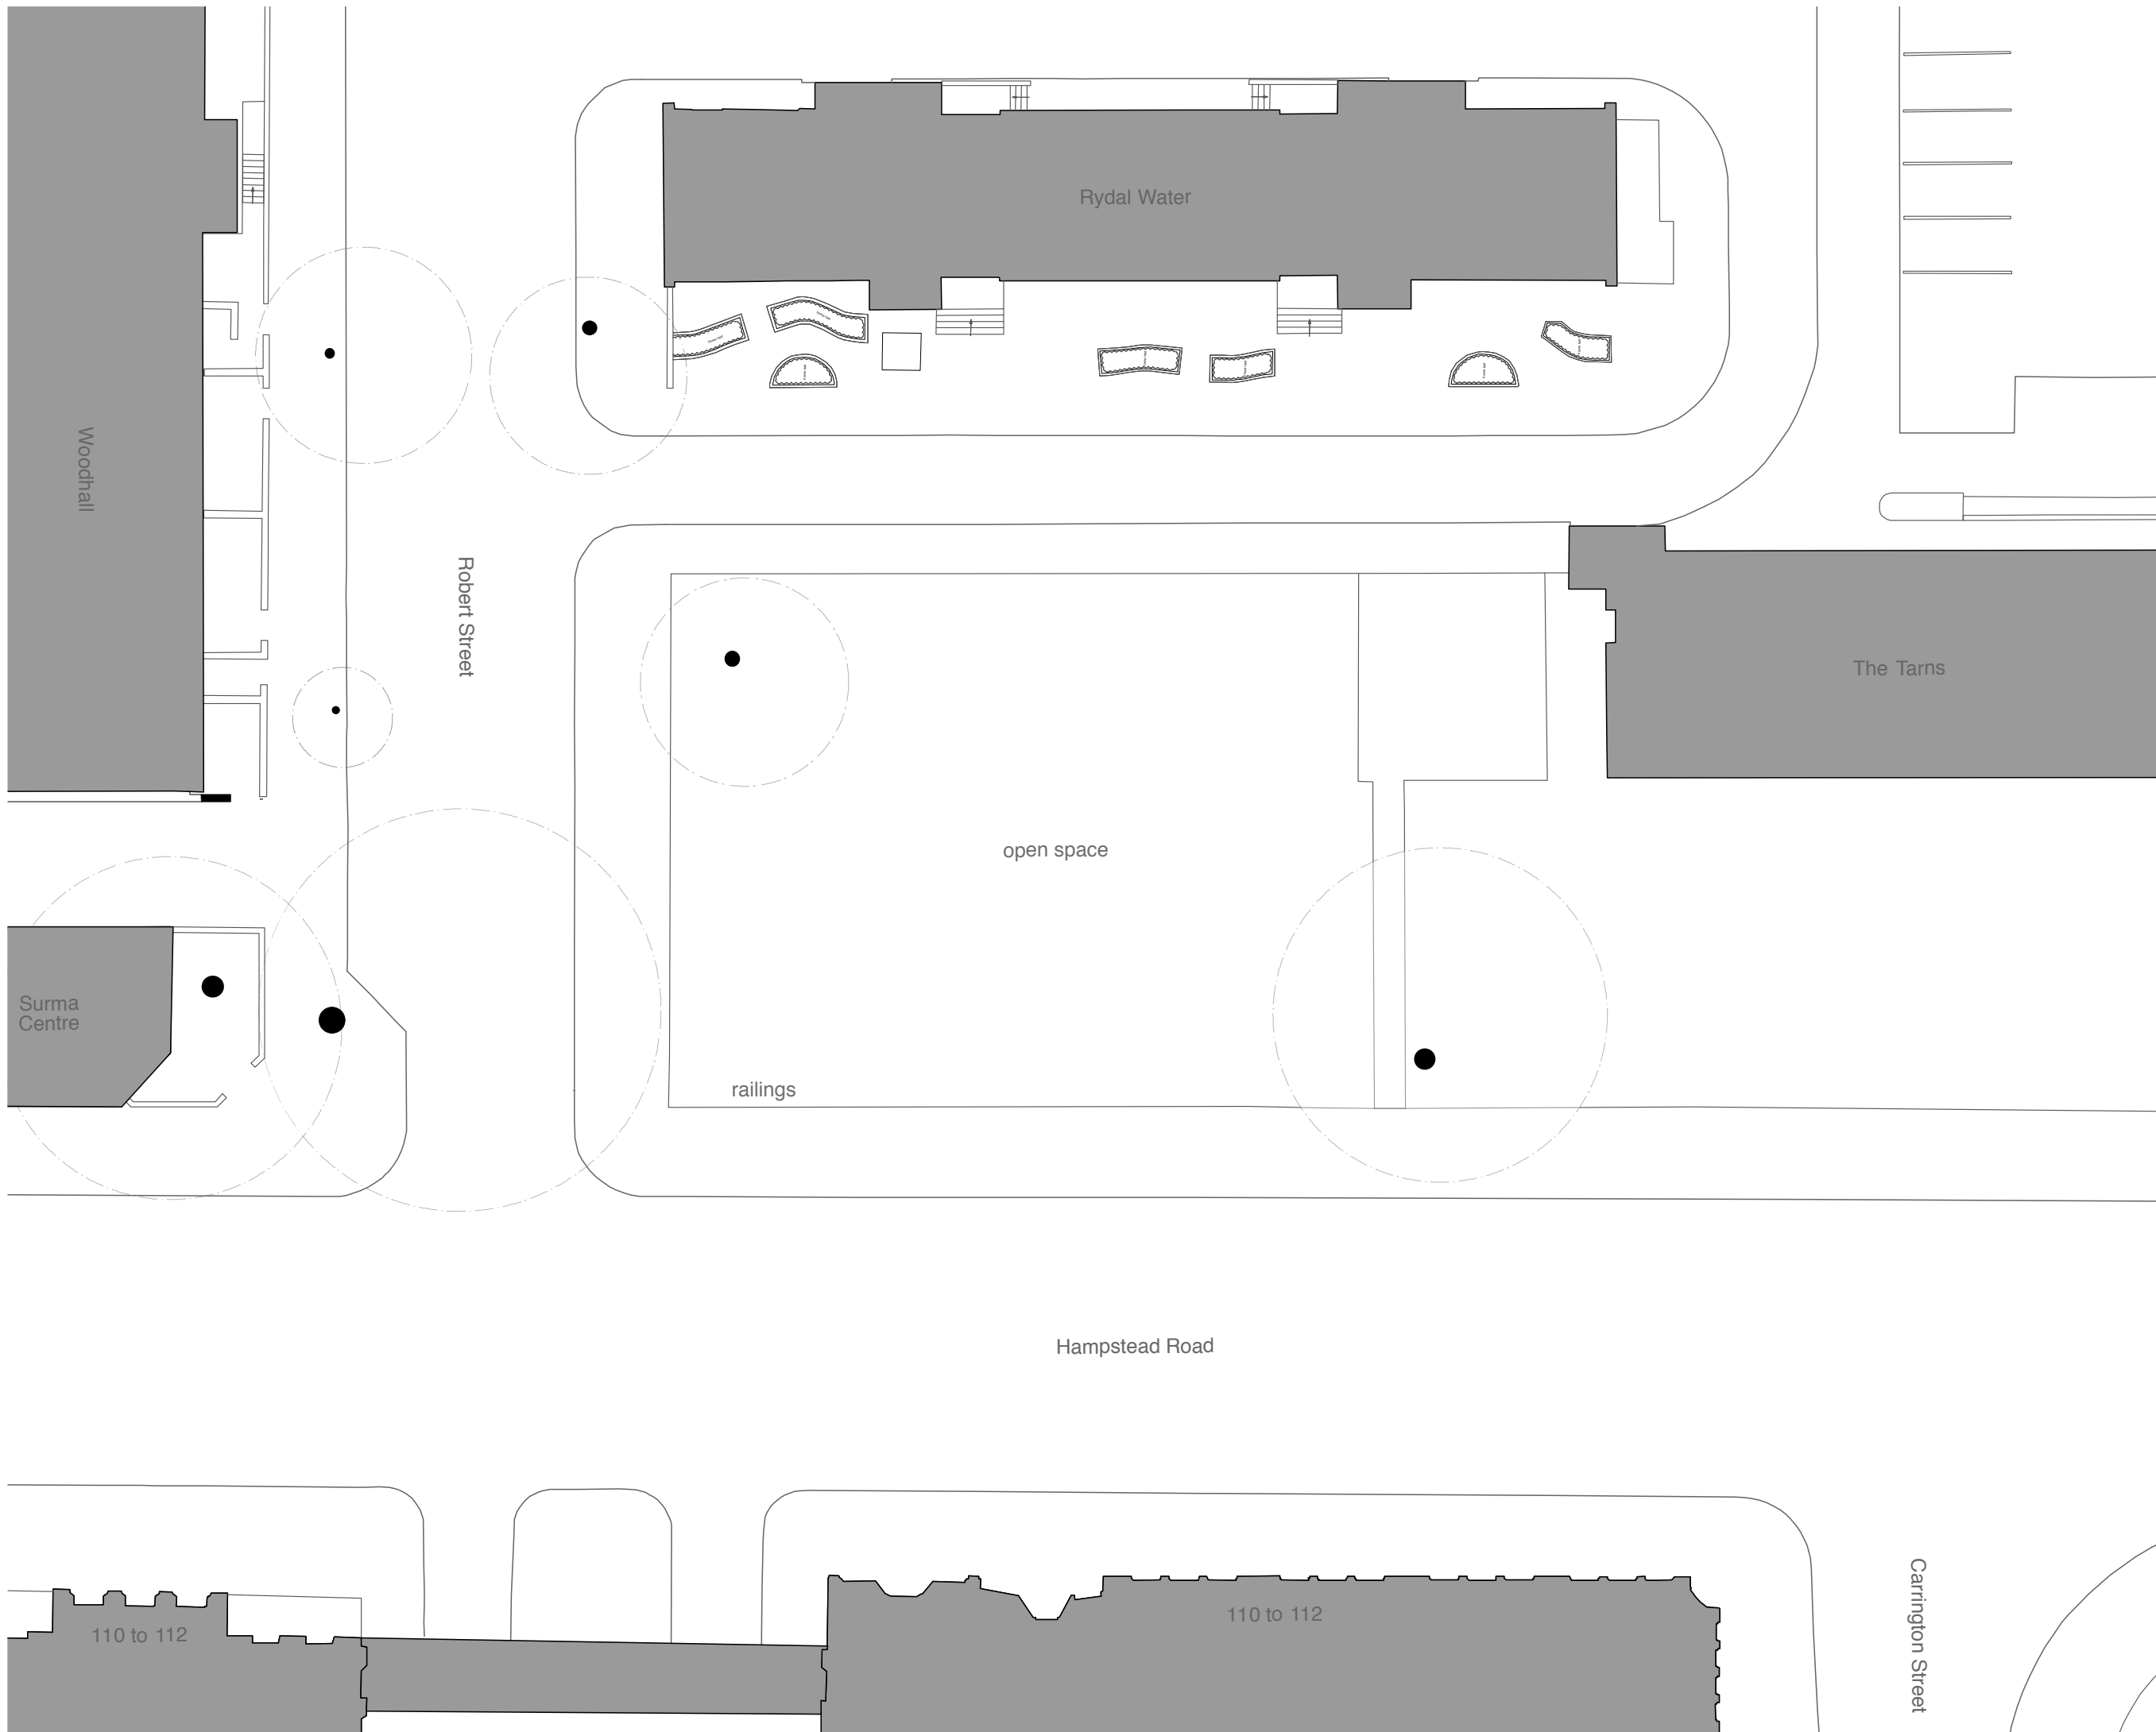 Rydal Water
Woodhall
Robert Street
The Tarns
open space
Surma
Centre
railings
Hampstead Road
110 to 112
110 to 112
Carrington Street